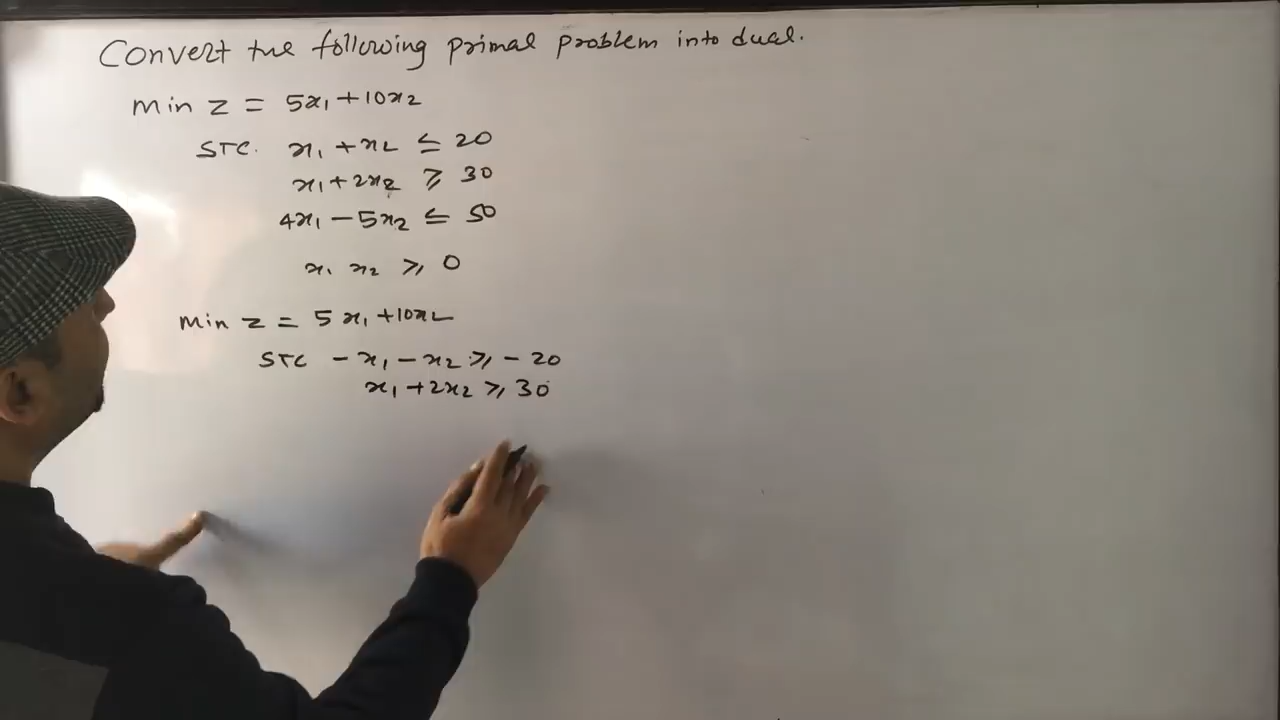 Convert the following primal problem into dual.
min z = 5x₁ + 10x₂
STC. x₁ + x₂ ≤ 20
x₁ + 2x₂ ≥ 30
4x₁ − 5x₂ ≤ 50
x₁ x₂ ≥ 0
min z = 5x₁ + 10x₂
STC − x₁ − x₂ ≥ − 20
x₁ + 2x₂ ≥ 30